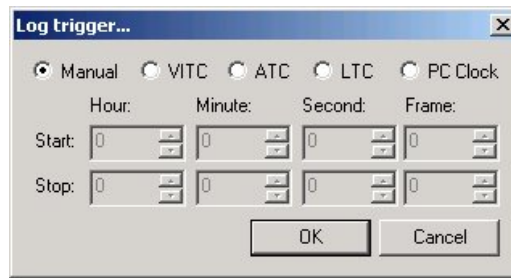 Log trigger...
Manual VITC ATC LTC PC Clock
Hour: Minute: Second: Frame:
Start: 0 0 0 0
Stop: 0 0 0 0
OK Cancel